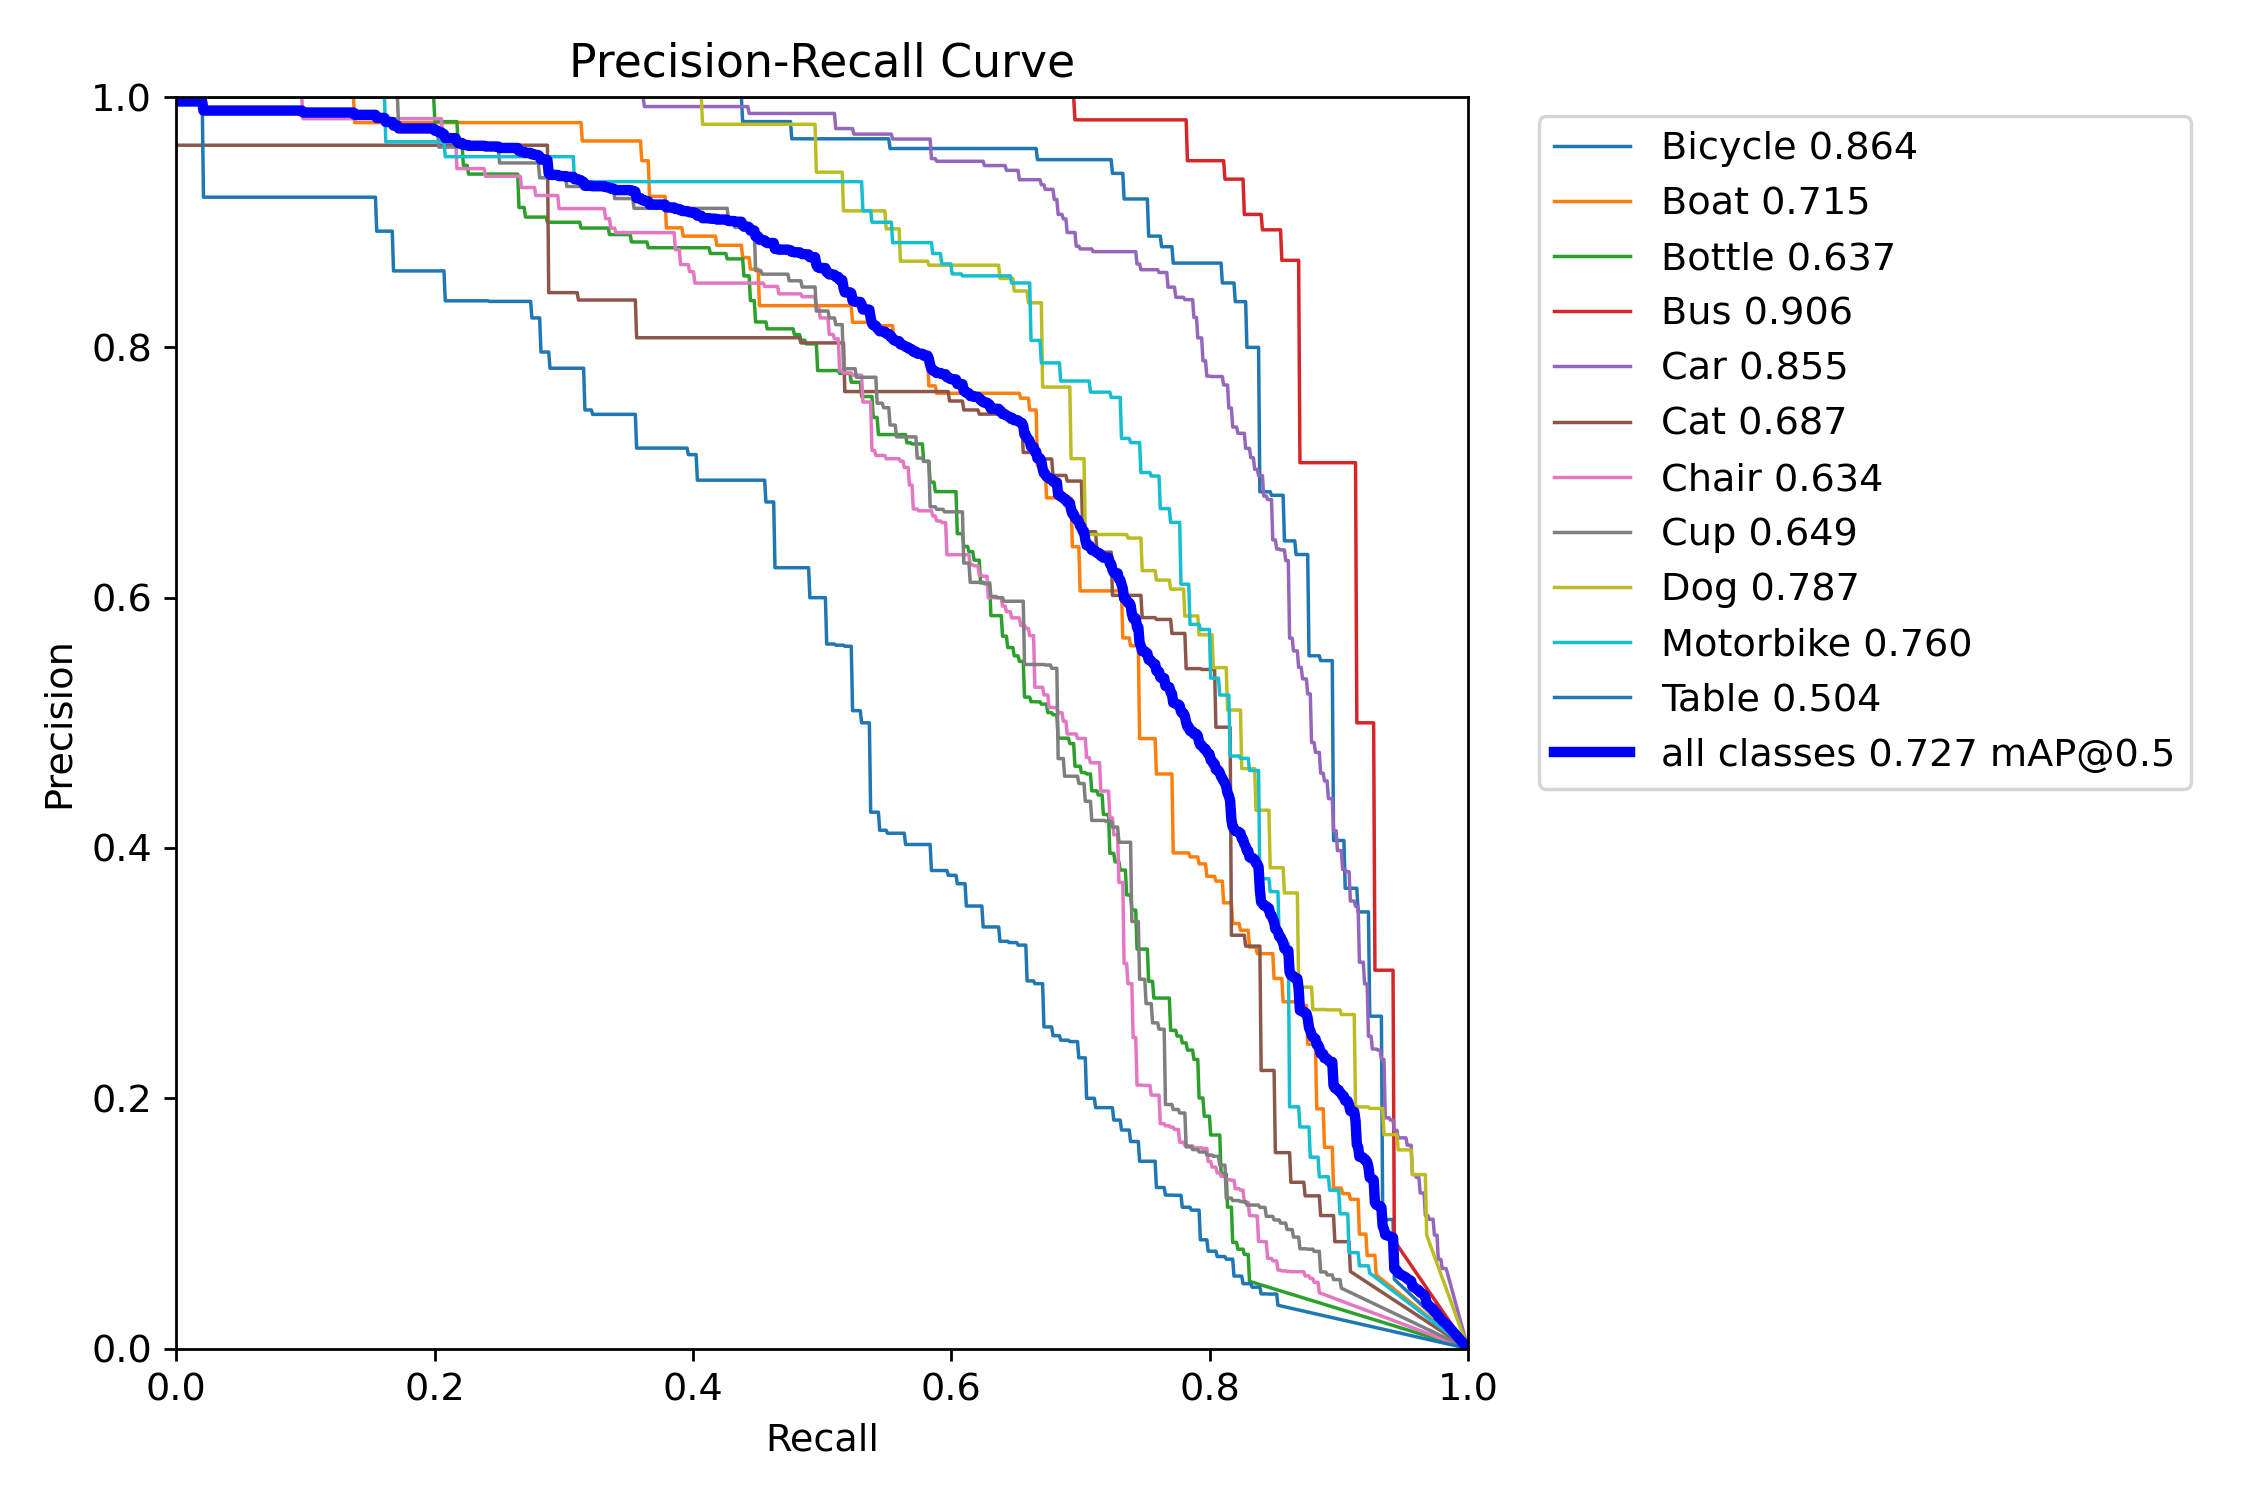 Precision-Recall Curve
1.0
0.8
0.6
0.4
0.2
0.0
Precision
0.0 0.2 0.4 0.6 0.8 1.0
Recall
Bicycle 0.864
Boat 0.715
Bottle 0.637
Bus 0.906
Car 0.855
Cat 0.687
Chair 0.634
Cup 0.649
Dog 0.787
Motorbike 0.760
Table 0.504
all classes 0.727 mAP@0.5